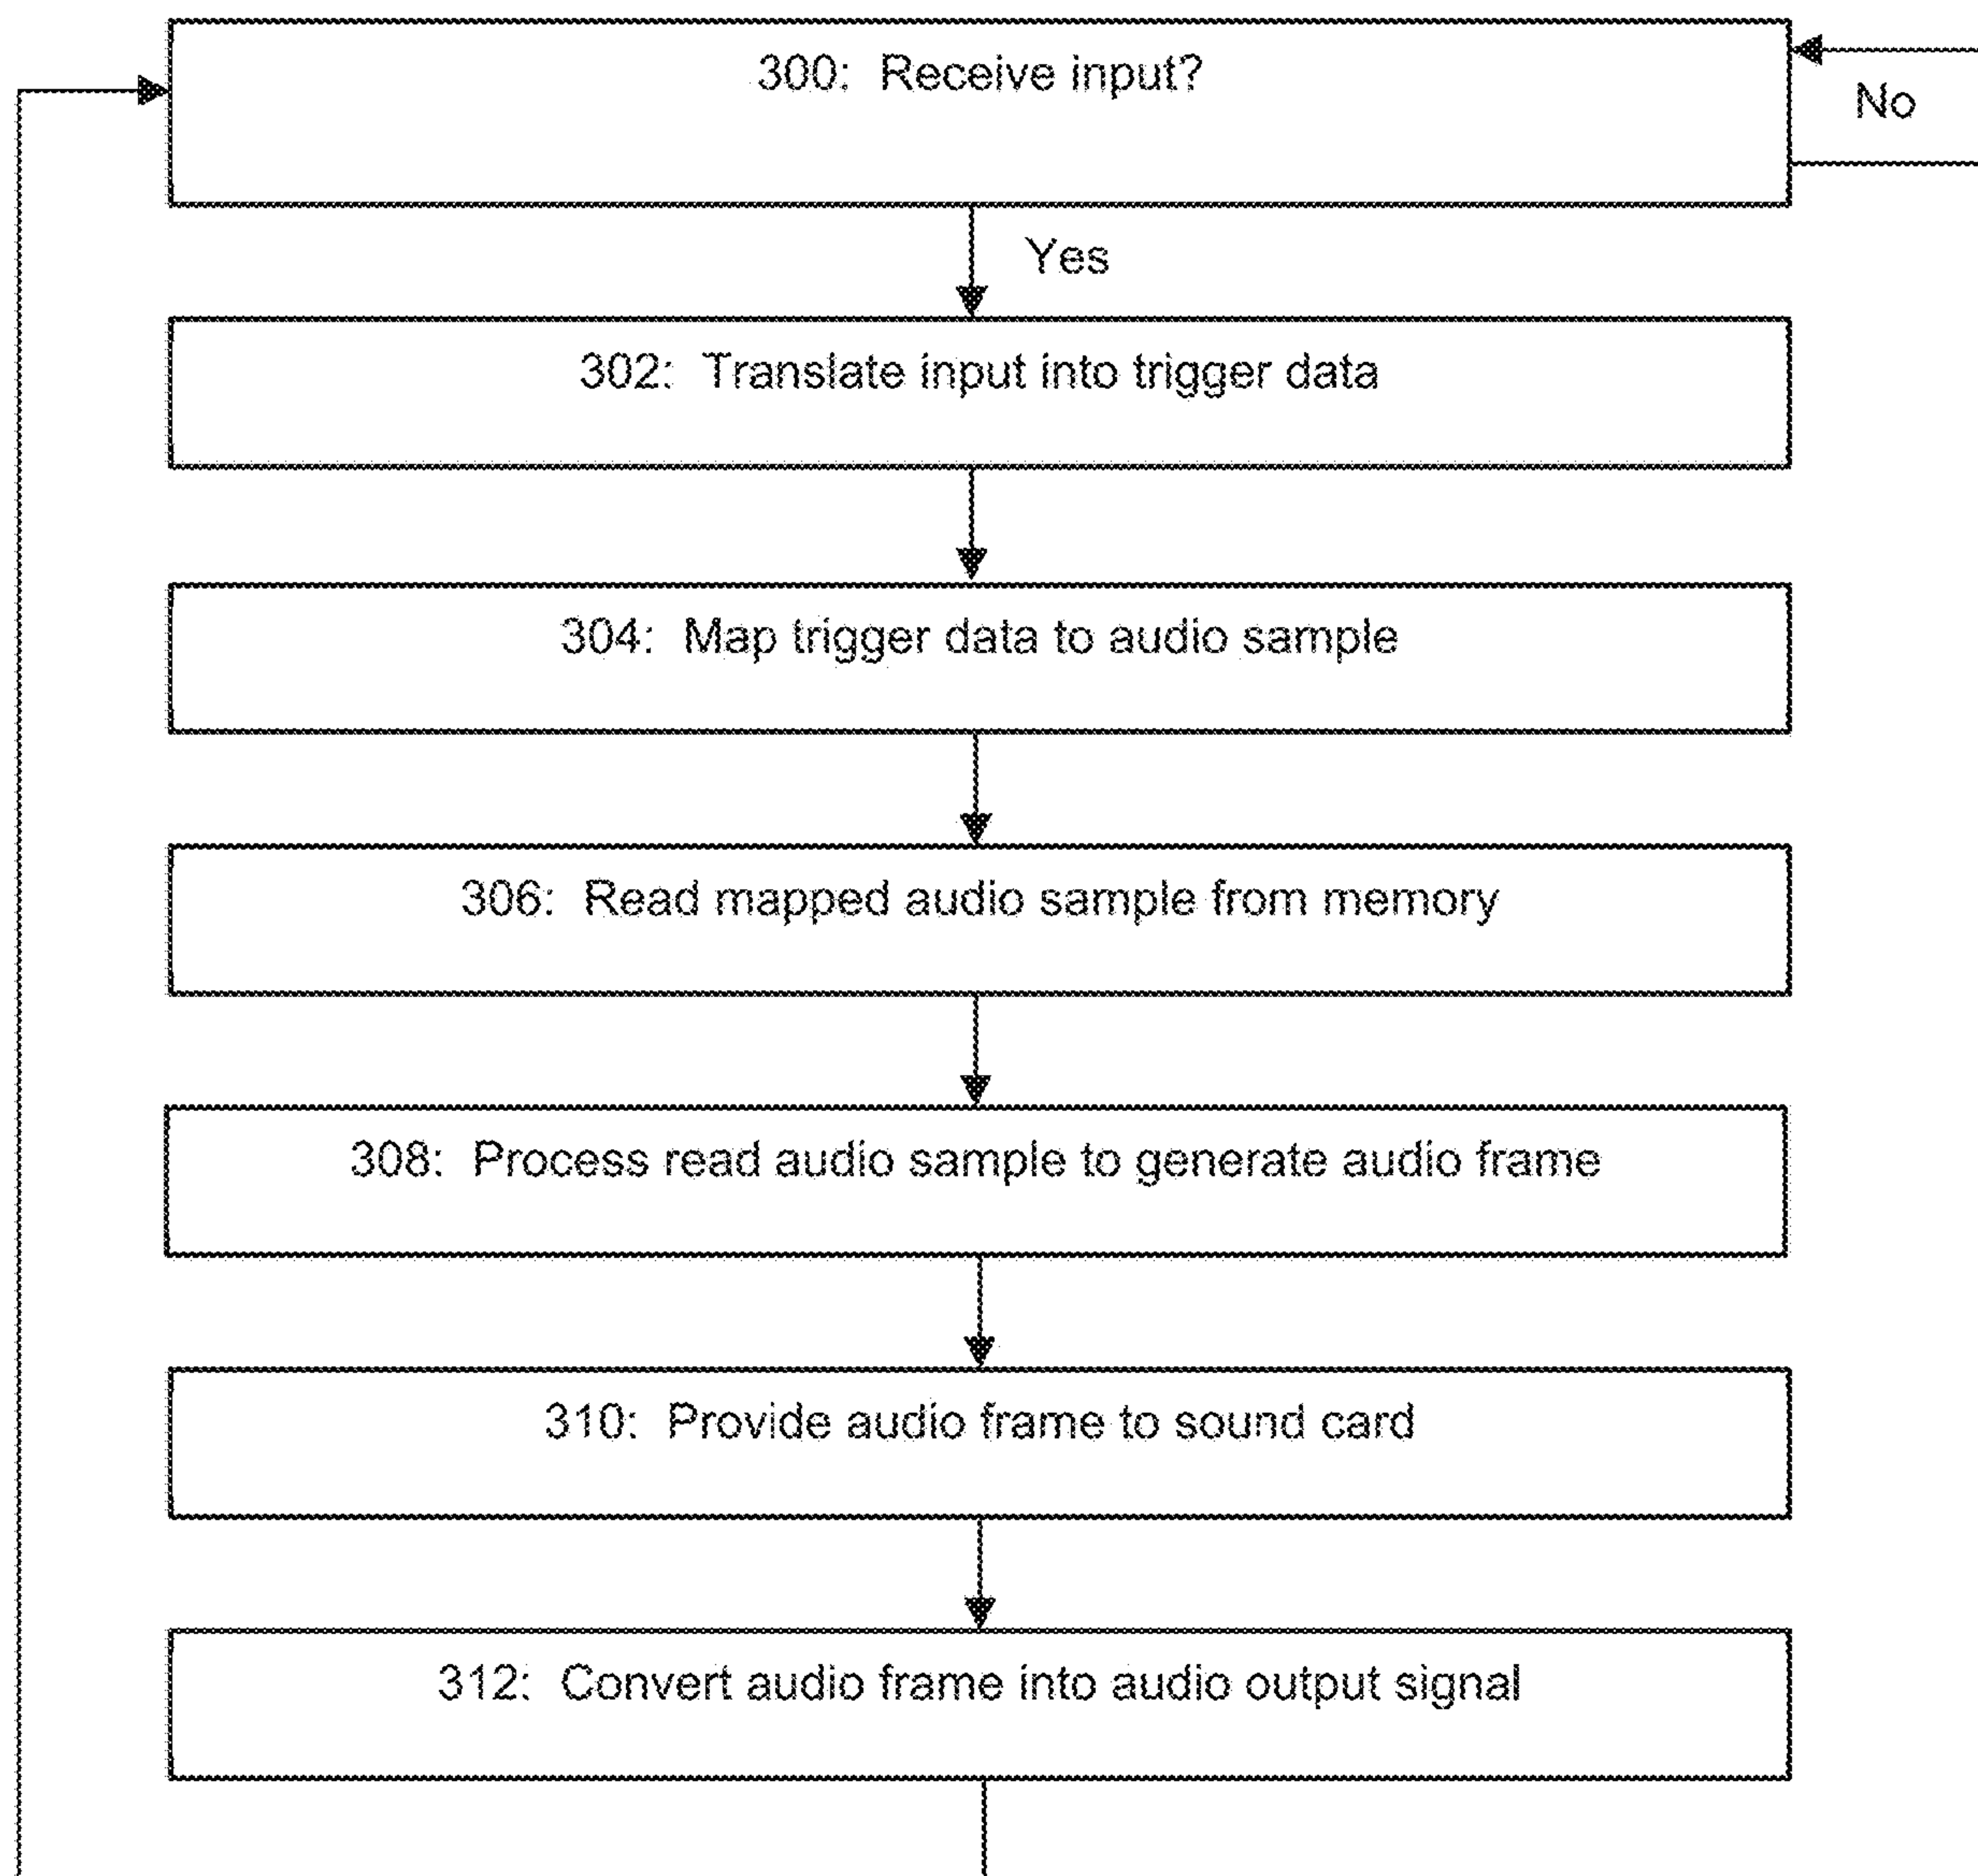 300: Receive input?
No
Yes
302: Translate input into trigger data
304: Map trigger data to audio sample
306: Read mapped audio sample from memory
308: Process read audio sample to generate audio frame
310: Provide audio frame to sound card
312: Convert audio frame into audio output signal